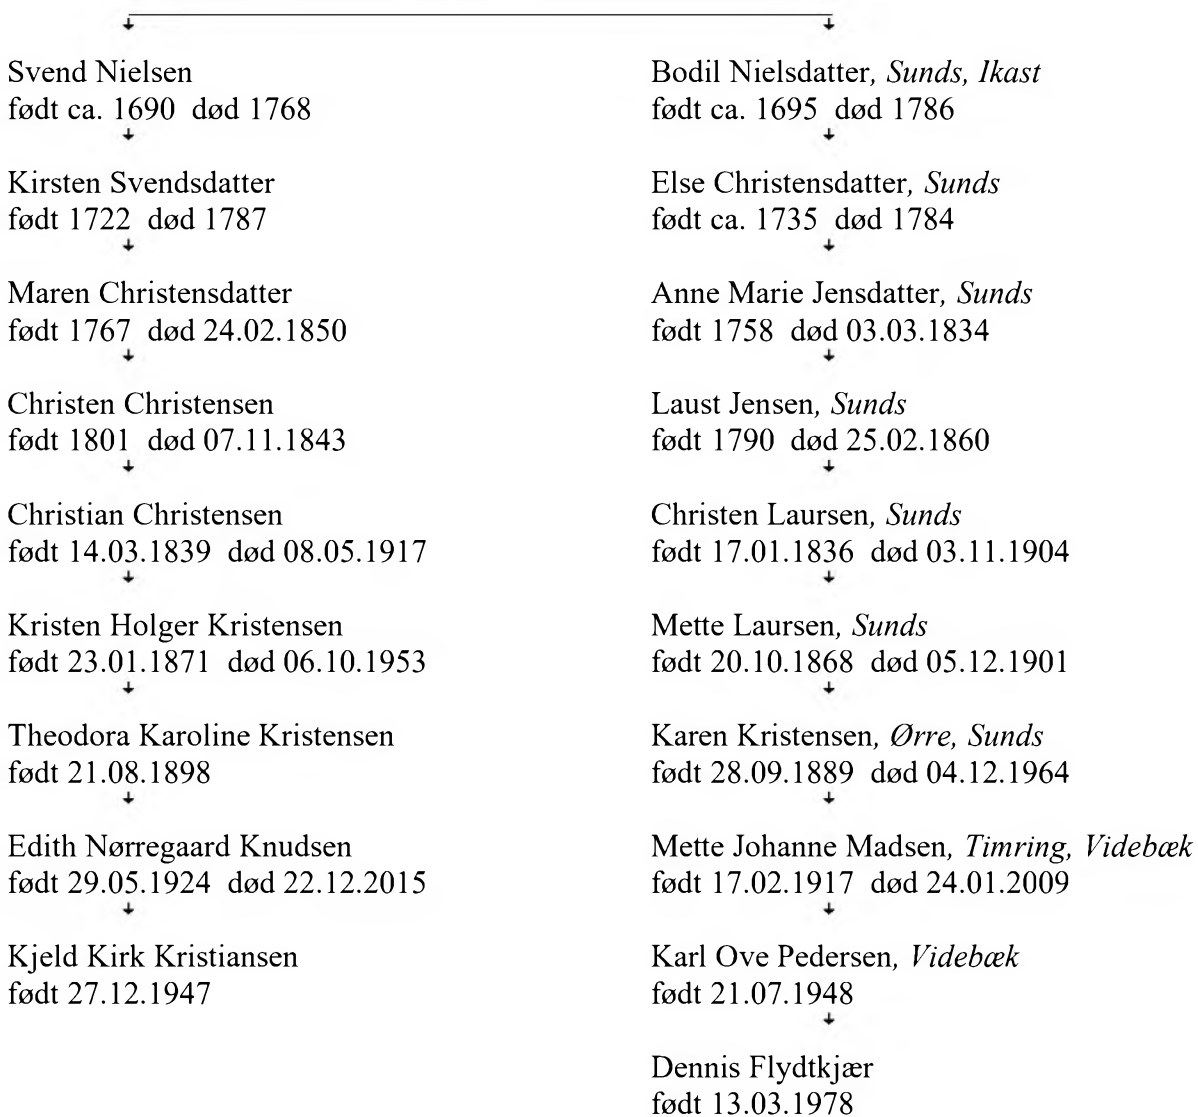 Svend Nielsen
født ca. 1690  død 1768
Kirsten Svendsdatter
født 1722  død 1787
Maren Christensdatter
født 1767  død 24.02.1850
Christen Christensen
født 1801  død 07.11.1843
Christian Christensen
født 14.03.1839  død 08.05.1917
Kristen Holger Kristensen
født 23.01.1871  død 06.10.1953
Theodora Karoline Kristensen
født 21.08.1898
Edith Nørregaard Knudsen
født 29.05.1924  død 22.12.2015
Kjeld Kirk Kristiansen
født 27.12.1947
Bodil Nielsdatter, Sunds, Ikast
født ca. 1695  død 1786
Else Christensdatter, Sunds
født ca. 1735  død 1784
Anne Marie Jensdatter, Sunds
født 1758  død 03.03.1834
Laust Jensen, Sunds
født 1790  død 25.02.1860
Christen Laursen, Sunds
født 17.01.1836  død 03.11.1904
Mette Laursen, Sunds
født 20.10.1868  død 05.12.1901
Karen Kristensen, Ørre, Sunds
født 28.09.1889  død 04.12.1964
Mette Johanne Madsen, Timring, Videbæk
født 17.02.1917  død 24.01.2009
Karl Ove Pedersen, Videbæk
født 21.07.1948
Dennis Flydtkjær
født 13.03.1978